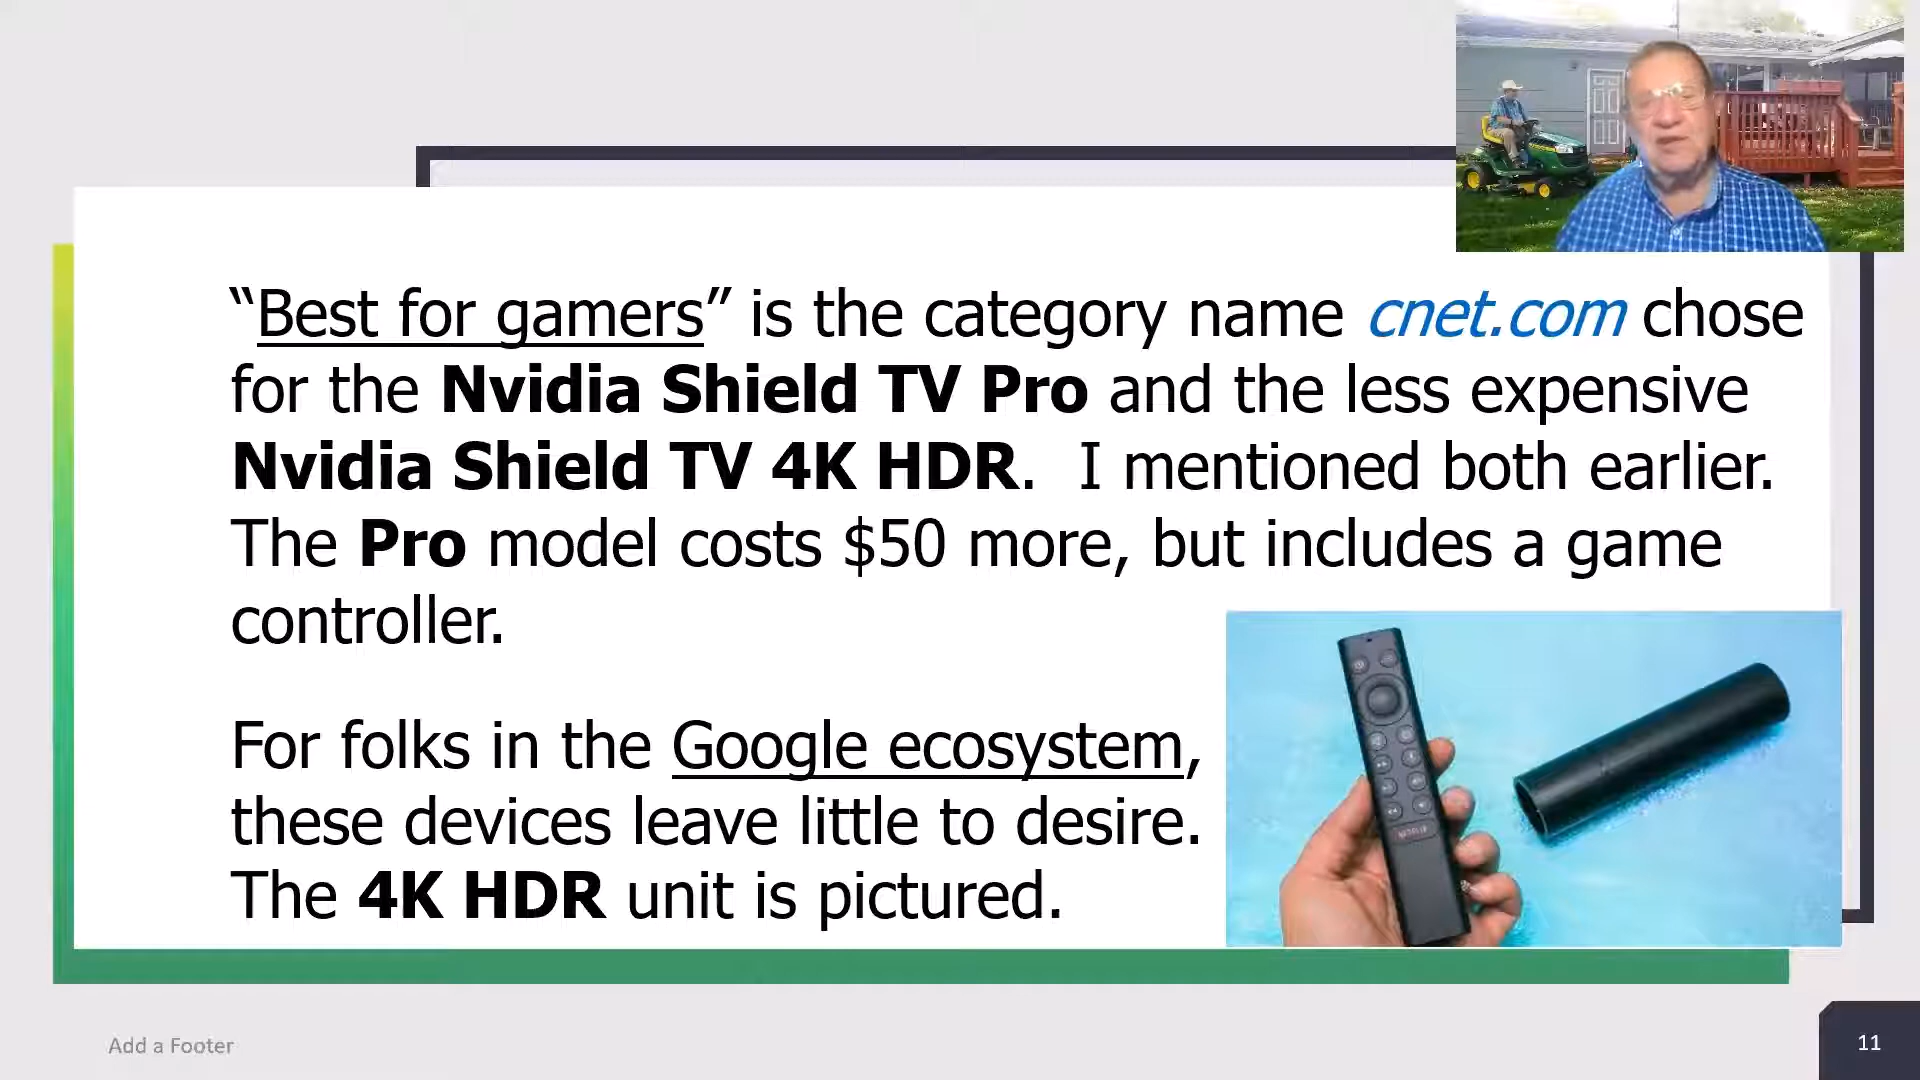 “Best for gamers” is the category name cnet.com chose
for the Nvidia Shield TV Pro and the less expensive
Nvidia Shield TV 4K HDR.  I mentioned both earlier.
The Pro model costs $50 more, but includes a game
controller.
For folks in the Google ecosystem,
these devices leave little to desire.
The 4K HDR unit is pictured.
NETFLIX
Add a Footer
11